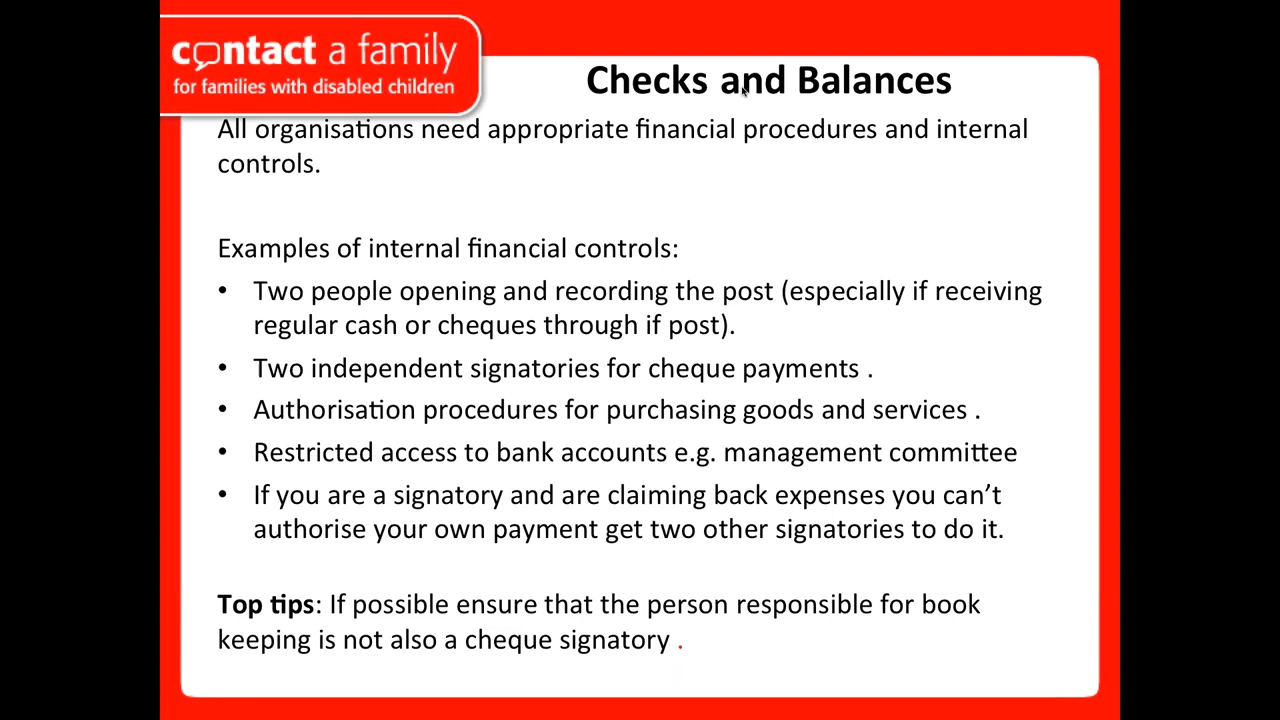 contact a family
for families with disabled children
Checks and Balances
All organisations need appropriate financial procedures and internal
controls.
Examples of internal financial controls:
• Two people opening and recording the post (especially if receiving
regular cash or cheques through if post).
• Two independent signatories for cheque payments .
• Authorisation procedures for purchasing goods and services .
• Restricted access to bank accounts e.g. management committee
• If you are a signatory and are claiming back expenses you can’t
authorise your own payment get two other signatories to do it.
Top tips: If possible ensure that the person responsible for book
keeping is not also a cheque signatory .